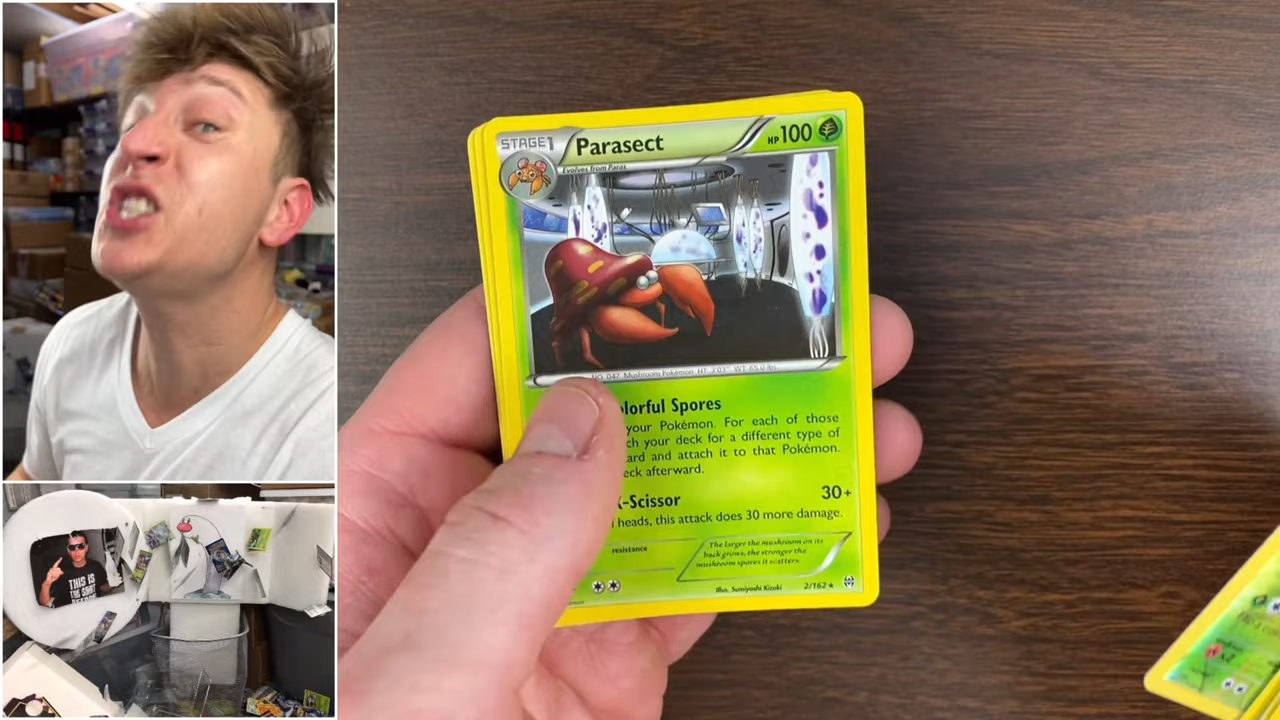 STAGE1 Parasect HP100
Evolves from Paras
NO. 047 Mushroom Pokémon HT: 3'03" WT: 65.0 lbs.
olorful Spores
your Pokémon. For each of those
ch your deck for a different type of
ard and attach it to that Pokémon.
eck afterward.
-Scissor 30+
heads, this attack does 30 more damage.
resistance
The larger the mushroom on its
back grows, the stronger the
mushroom spores it scatters.
Illus. Sumiyoshi Kizuki 2/162
THIS IS
×2